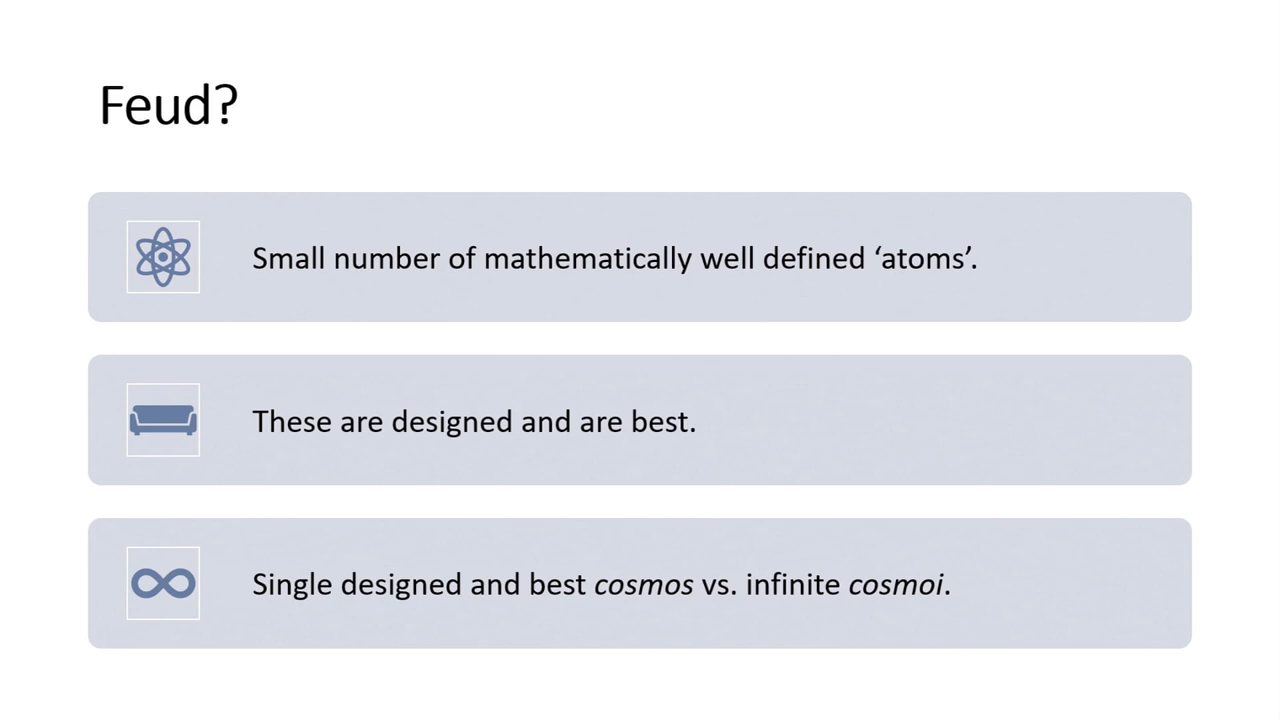 Feud?
Small number of mathematically well defined ‘atoms’.
These are designed and are best.
Single designed and best cosmos vs. infinite cosmoi.